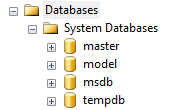 Databases
System Databases
master
model
msdb
tempdb